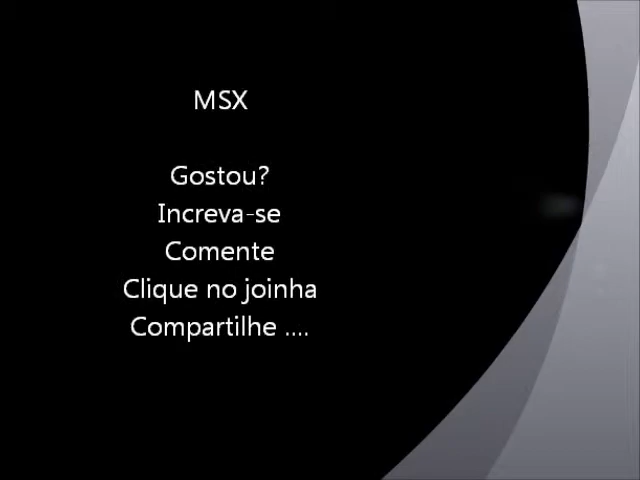 MSX
Gostou?
Increva-se
Comente
Clique no joinha
Compartilhe ....